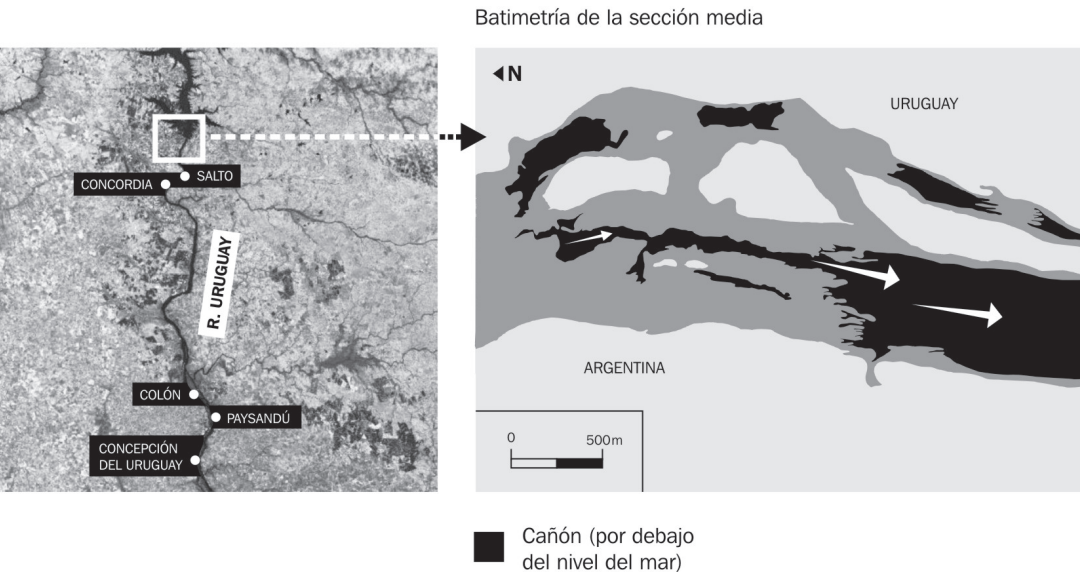 Batimetría de la sección media
N
URUGUAY
ARGENTINA
0 500m
SALTO
CONCORDIA
R. URUGUAY
COLÓN
PAYSANDÚ
CONCEPCIÓN
DEL URUGUAY
Cañón (por debajo
del nivel del mar)